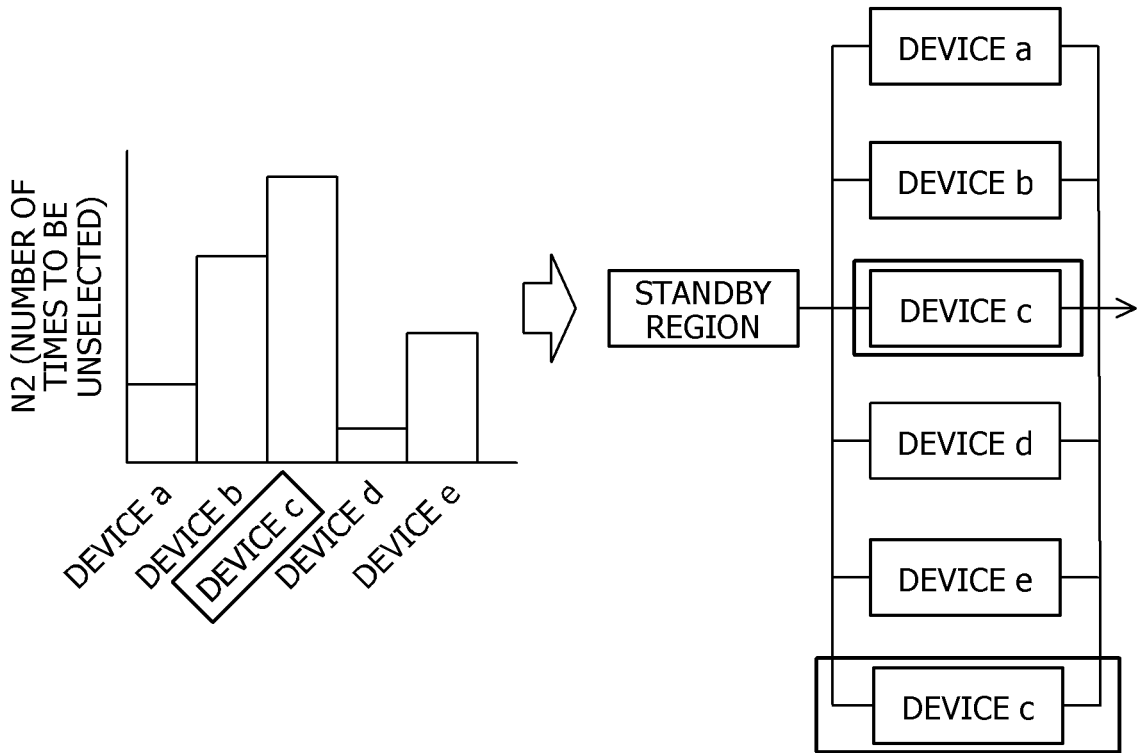 N2 (NUMBER OF
TIMES TO BE
UNSELECTED)
DEVICE a
DEVICE b
DEVICE c
DEVICE d
DEVICE e
STANDBY
REGION
DEVICE a
DEVICE b
DEVICE c
DEVICE d
DEVICE e
DEVICE c